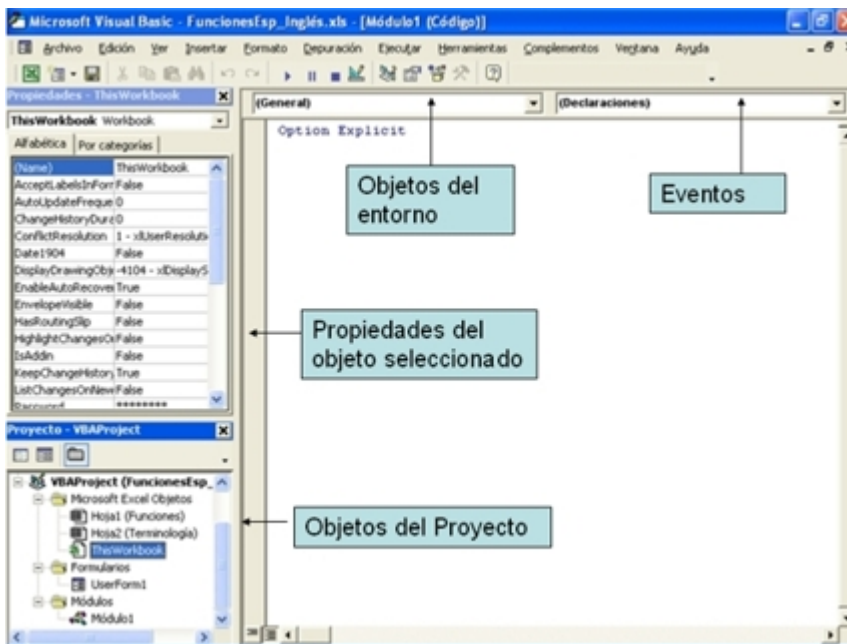 Microsoft Visual Basic - FuncionesEsp_Inglés.xls - [Módulo1 (Código)]
Archivo Edición Ver Insertar Formato Depuración Ejecutar Herramientas Complementos Ventana Ayuda
Propiedades - ThisWorkbook
ThisWorkbook Workbook
Alfabética Por categorías
(Name) ThisWorkbook
AcceptLabelsInForr False
AutoUpdateFreque 0
ChangeHistoryDura 0
ConflictResolution 1 - xlUserResolutio
Date1904 False
DisplayDrawingObje -4104 - xlDisplayS
EnableAutoRecover True
EnvelopeVisible False
HasRoutingSlip False
HighlightChangesOn False
IsAddin False
KeepChangeHistory True
ListChangesOnNew False
Password ********
(General) (Declaraciones)
Option Explicit
Objetos del
entorno
Eventos
Propiedades del
objeto seleccionado
Proyecto - VBAProject
VBAProject (FuncionesEsp_
Microsoft Excel Objetos
Hoja1 (Funciones)
Hoja2 (Terminología)
ThisWorkbook
Formularios
UserForm1
Módulos
Módulo1
Objetos del Proyecto